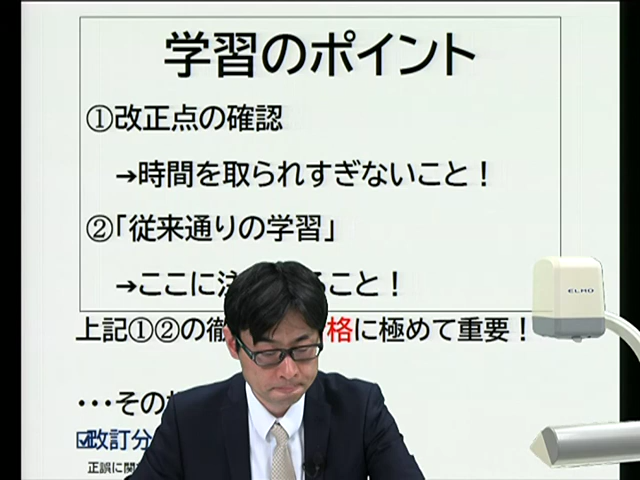 学習のポイント
①改正点の確認
→時間を取られすぎないこと！
②「従来通りの学習」
→ここに注 ること！
上記①②の徹 格に極めて重要！
・・・その
☑改訂分
正誤に関
ELMO